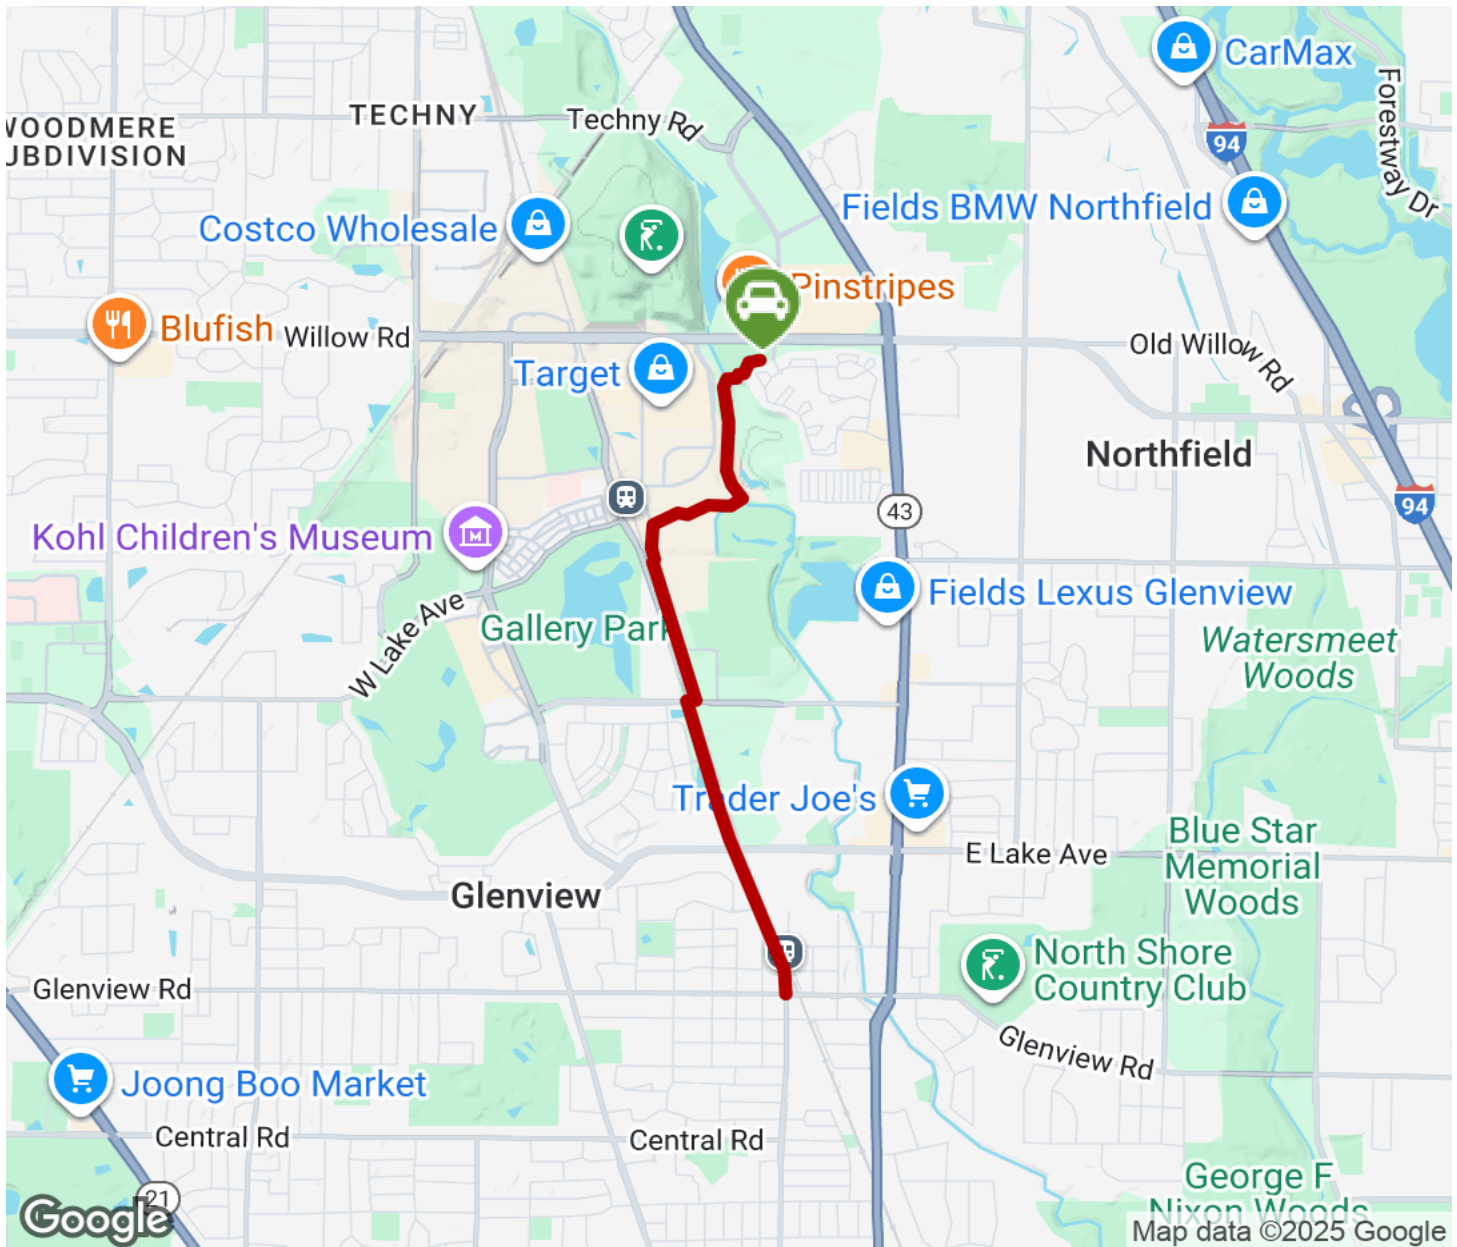 CarMax
TECHNY
Techny Rd
WOODMERE
UBDIVISION
94
Forestway Dr
Fields BMW Northfield
Costco Wholesale
Pinstripes
Blufish
Willow Rd
Old Willow Rd
Target
Northfield
94
43
Kohl Children's Museum
Fields Lexus Glenview
W Lake Ave
Gallery Park
Watersmeet
Woods
Trader Joe's
E Lake Ave
Blue Star
Memorial
Woods
Glenview
North Shore
Country Club
Glenview Rd
Glenview Rd
Joong Boo Market
Central Rd
Central Rd
George F
Nixon Woods
21
Google
Map data ©2025 Google